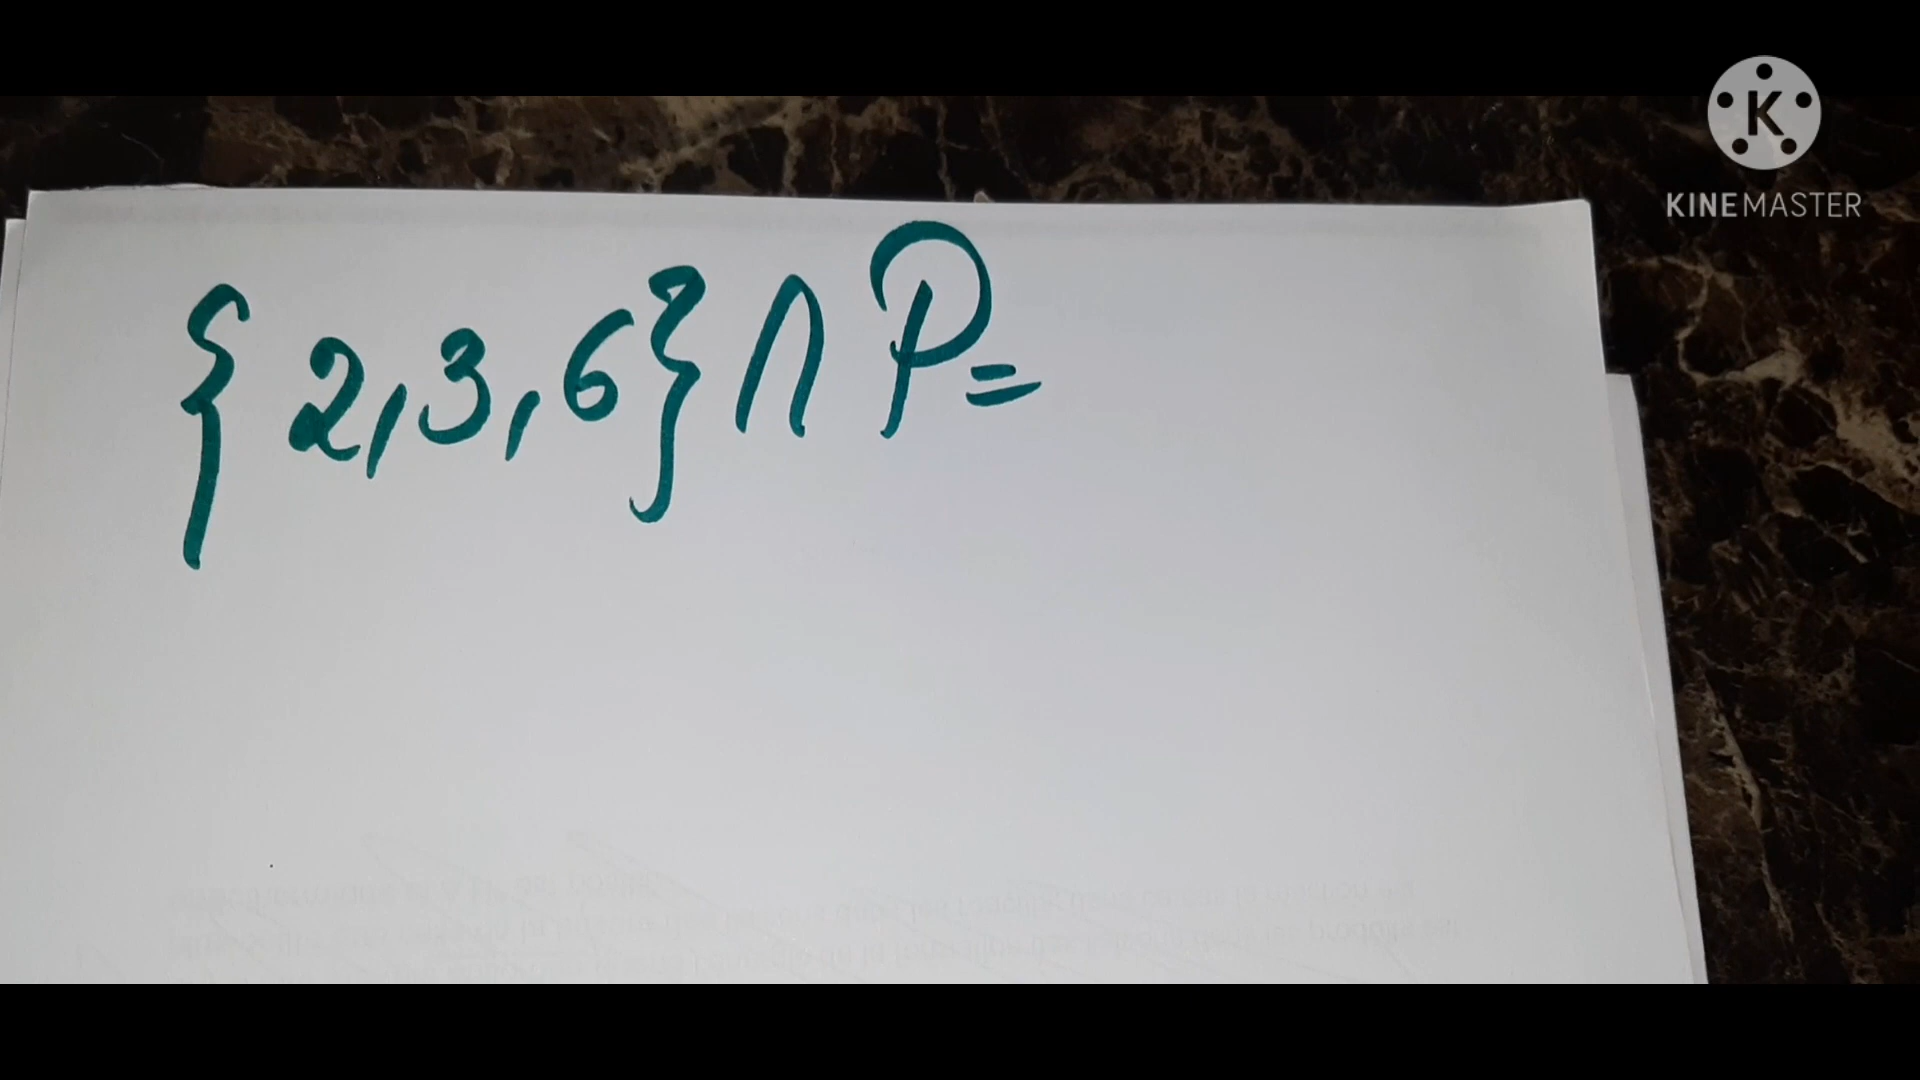 {2,3,6} ∩ P=
KINEMASTER